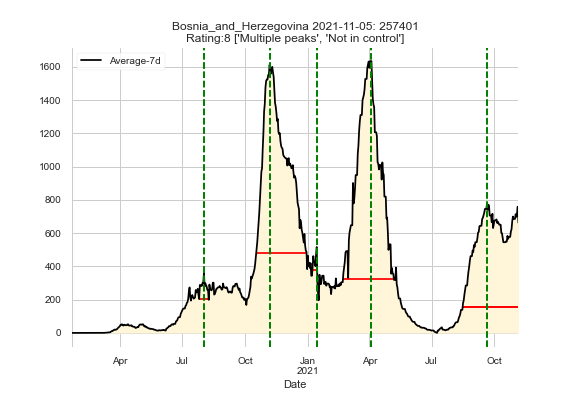 Bosnia_and_Herzegovina 2021-11-05: 257401
Rating:8 ['Multiple peaks', 'Not in control']
Average-7d
1600
1400
1200
1000
800
600
400
200
0
Apr
Jul
Oct
Jan
2021
Apr
Jul
Oct
Date